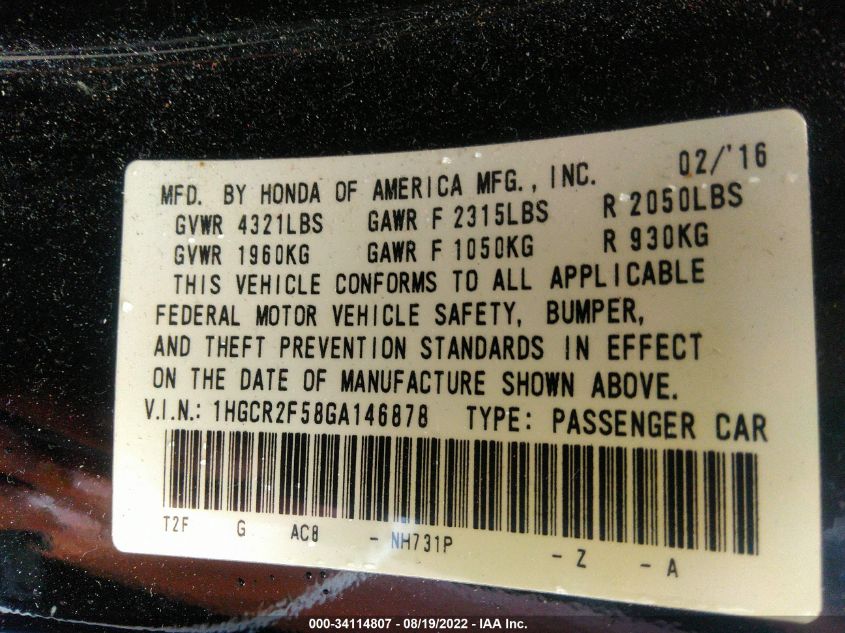 MFD. BY HONDA OF AMERICA MFG., INC. 02/'16
GVWR 4321LBS GAWR F 2315LBS R 2050LBS
GVWR 1960KG GAWR F 1050KG R 930KG
THIS VEHICLE CONFORMS TO ALL APPLICABLE
FEDERAL MOTOR VEHICLE SAFETY, BUMPER,
AND THEFT PREVENTION STANDARDS IN EFFECT
ON THE DATE OF MANUFACTURE SHOWN ABOVE.
V.I.N.: 1HGCR2F58GA146878 TYPE: PASSENGER CAR
T2F G AC8 - NH731P - Z - A
000-34114807 - 08/19/2022 - IAA Inc.